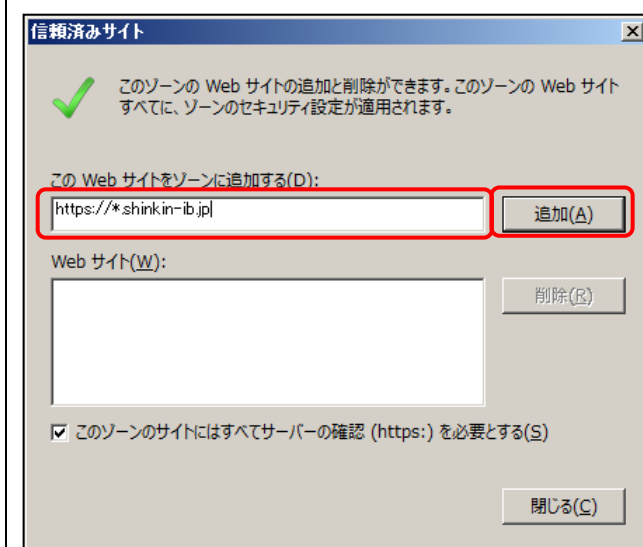 信頼済みサイト
このゾーンの Web サイトの追加と削除ができます。このゾーンの Web サイト
すべてに、ゾーンのセキュリティ設定が適用されます。
この Web サイトをゾーンに追加する(D):
https://*.shinkin-ib.jp
追加(A)
Web サイト(W):
削除(R)
このゾーンのサイトにはすべてサーバーの確認 (https:) を必要とする(S)
閉じる(C)